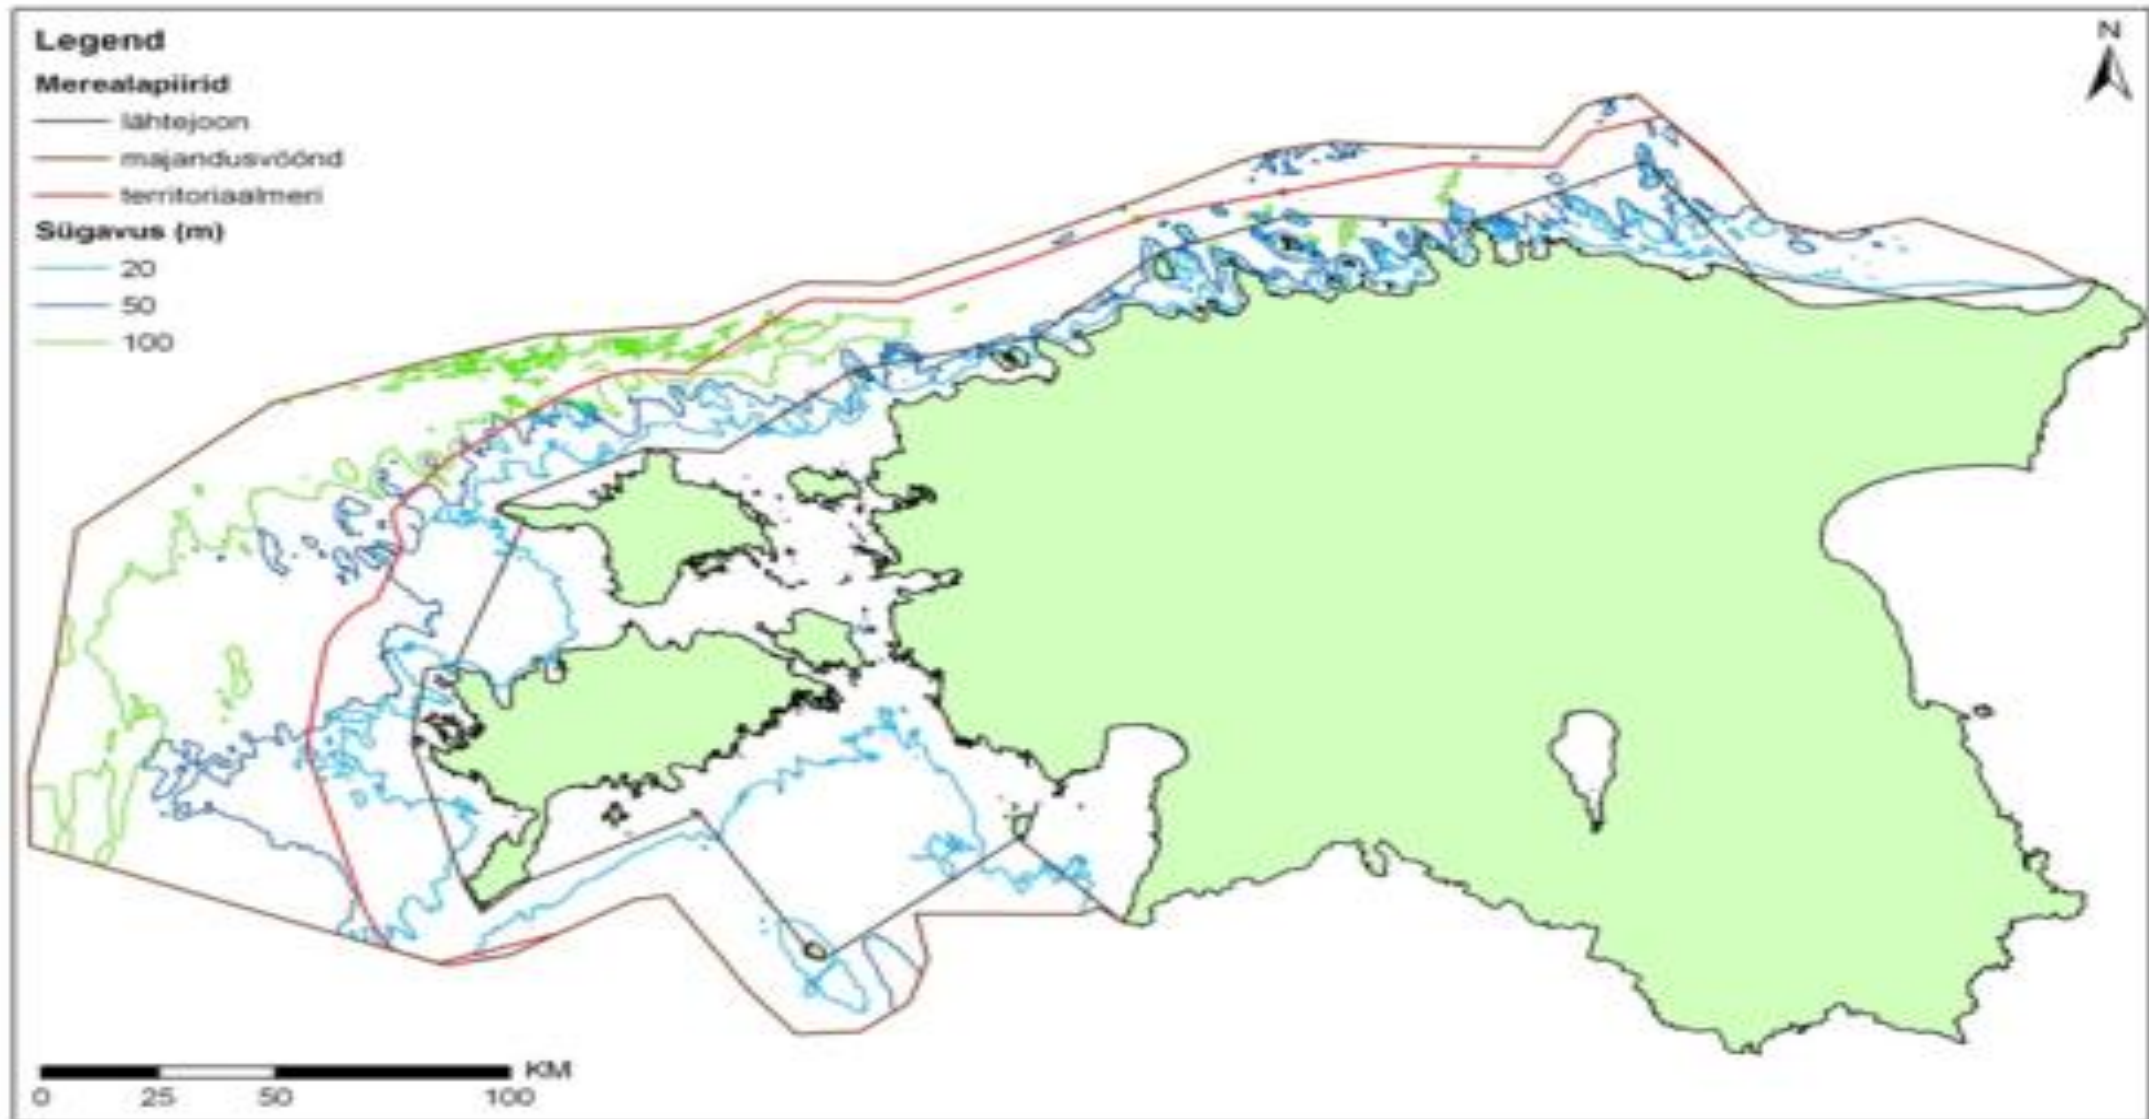 Legend
Merealapiirid
lähtejoon
majandusvöönd
territoriaalmeri
Sügavus (m)
20
50
100
N
KM
0 25 50 100